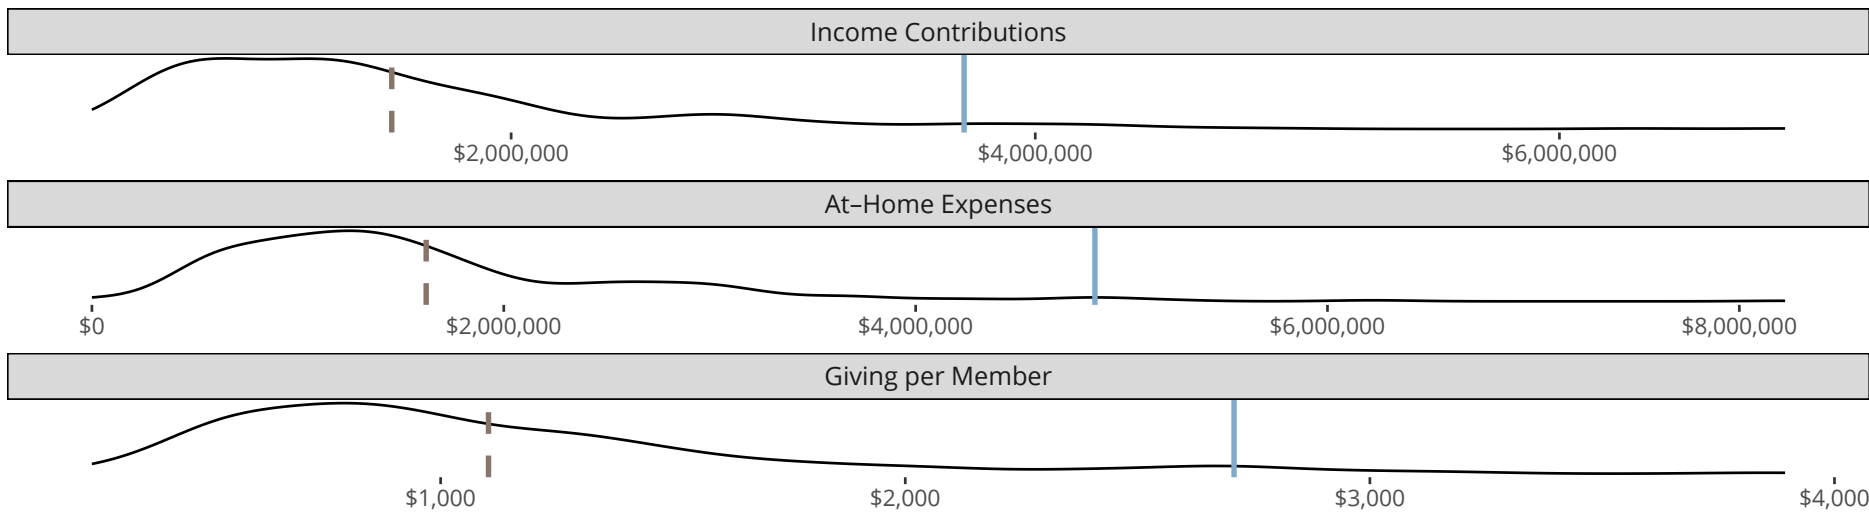 Income Contributions
$2,000,000 $4,000,000 $6,000,000
At–Home Expenses
$0 $2,000,000 $4,000,000 $6,000,000 $8,000,000
Giving per Member
$1,000 $2,000 $3,000 $4,000